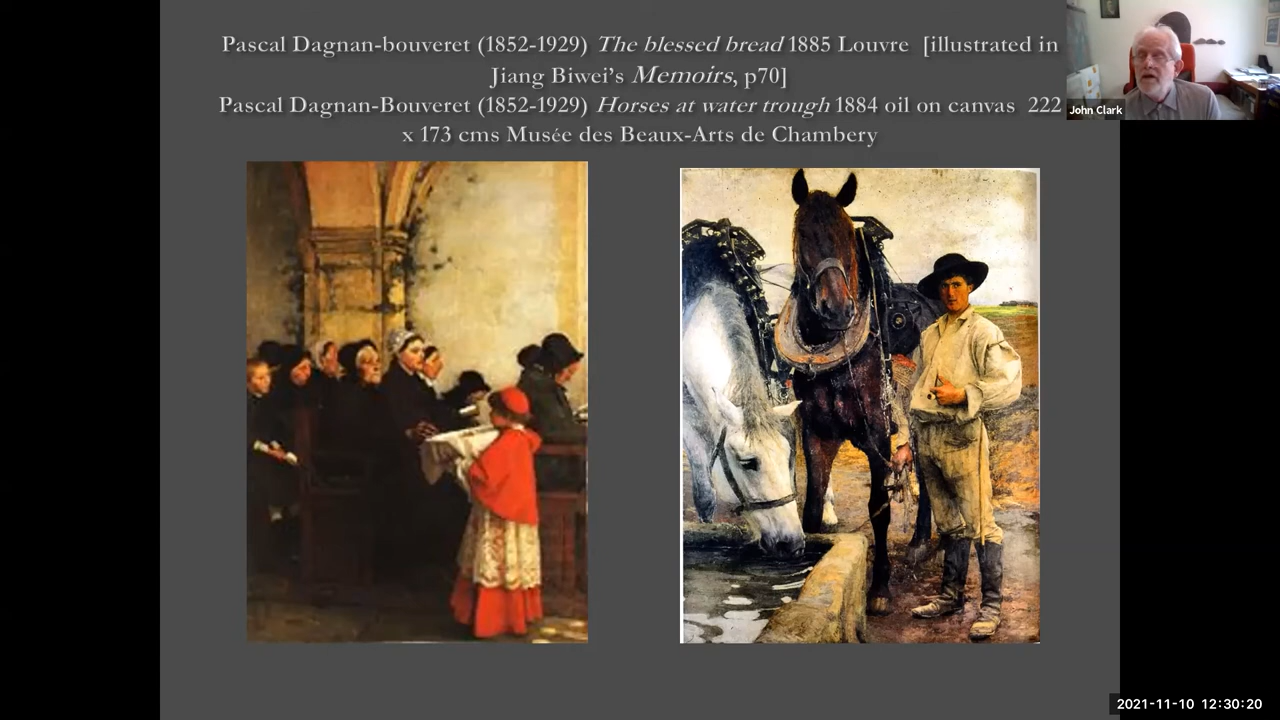 Pascal Dagnan-bouveret (1852-1929) The blessed bread 1885 Louvre [illustrated in
Jiang Biwei's Memoirs, p70]
Pascal Dagnan-Bouveret (1852-1929) Horses at water trough 1884 oil on canvas 222
x 173 cms Musée des Beaux-Arts de Chambery
John Clark
2021-11-10 12:30:20